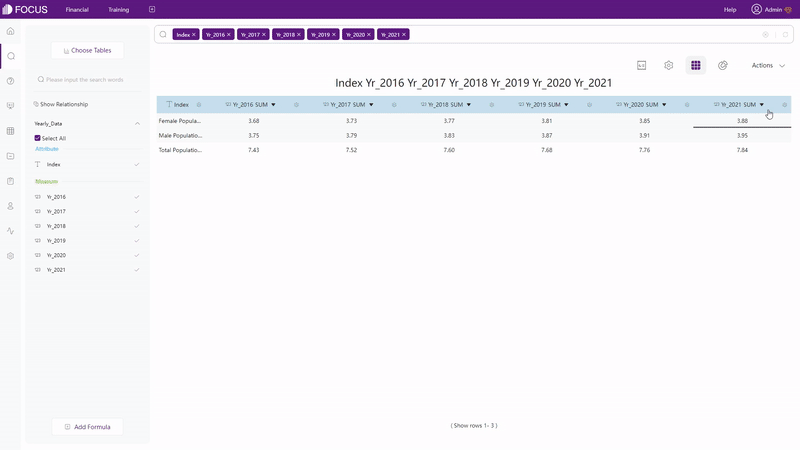 FOCUS Financial Training Help Admin
Index Yr_2016 Yr_2017 Yr_2018 Yr_2019 Yr_2020 Yr_2021
Choose Tables
Actions
Please input the search words
Index Yr_2016 Yr_2017 Yr_2018 Yr_2019 Yr_2020 Yr_2021
Show Relationship
Index Yr_2016 SUM Yr_2017 SUM Yr_2018 SUM Yr_2019 SUM Yr_2020 SUM Yr_2021 SUM
Female Popula... 3.68 3.73 3.77 3.81 3.85 3.88
Male Population... 3.75 3.79 3.83 3.87 3.91 3.95
Total Populatio... 7.43 7.52 7.60 7.68 7.76 7.84
Yearly_Data
Select All
Attribute
Index
Measure
Yr_2016
Yr_2017
Yr_2018
Yr_2019
Yr_2020
Yr_2021
Add Formula
( Show rows 1- 3 )